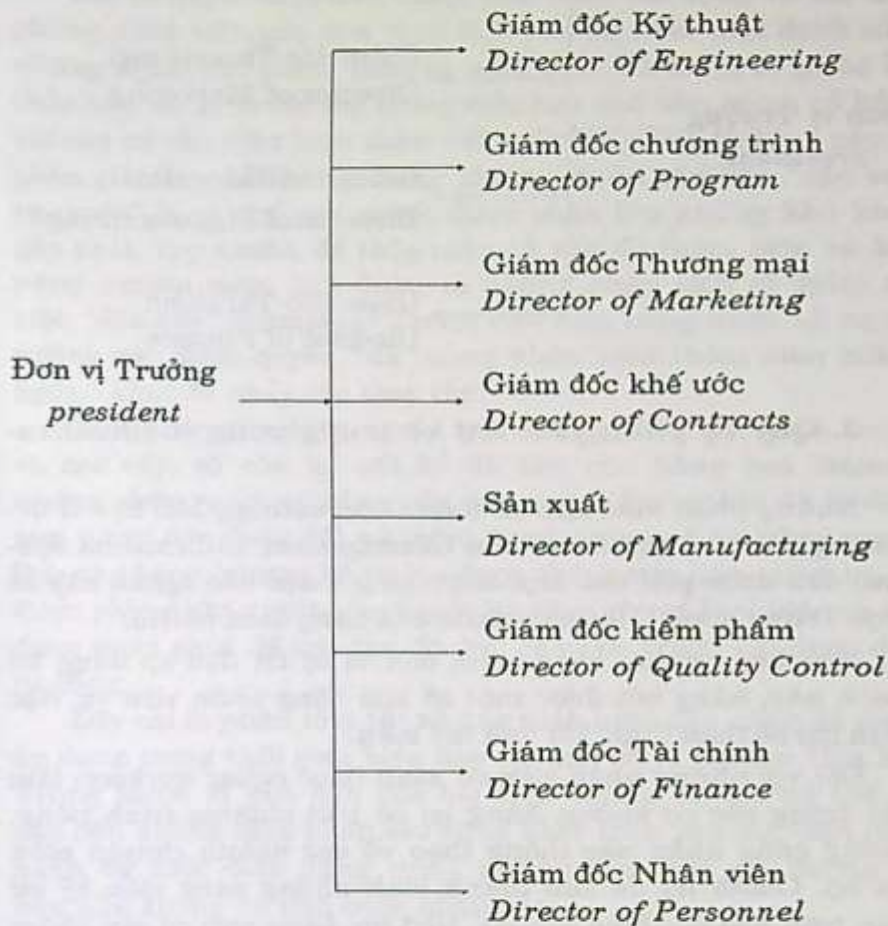 Giám đốc Kỹ thuật
Director of Engineering
Giám đốc chương trình
Director of Program
Giám đốc Thương mại
Director of Marketing
Đơn vị Trưởng
president
Giám đốc khế ước
Director of Contracts
Sản xuất
Director of Manufacturing
Giám đốc kiểm phẩm
Director of Quality Control
Giám đốc Tài chính
Director of Finance
Giám đốc Nhân viên
Director of Personnel